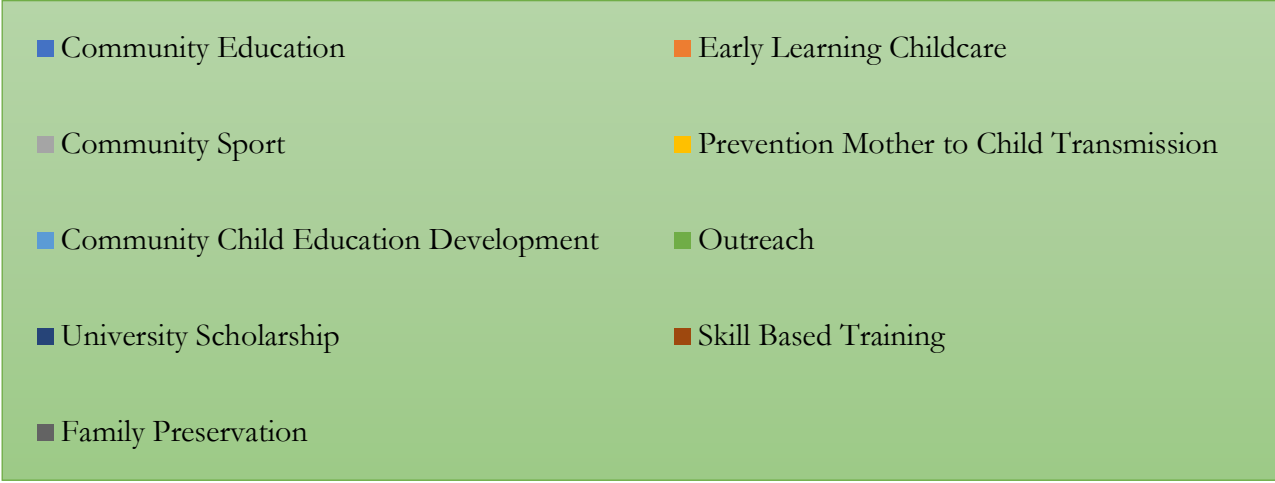 Community Education
Early Learning Childcare
Community Sport
Prevention Mother to Child Transmission
Community Child Education Development
Outreach
University Scholarship
Skill Based Training
Family Preservation